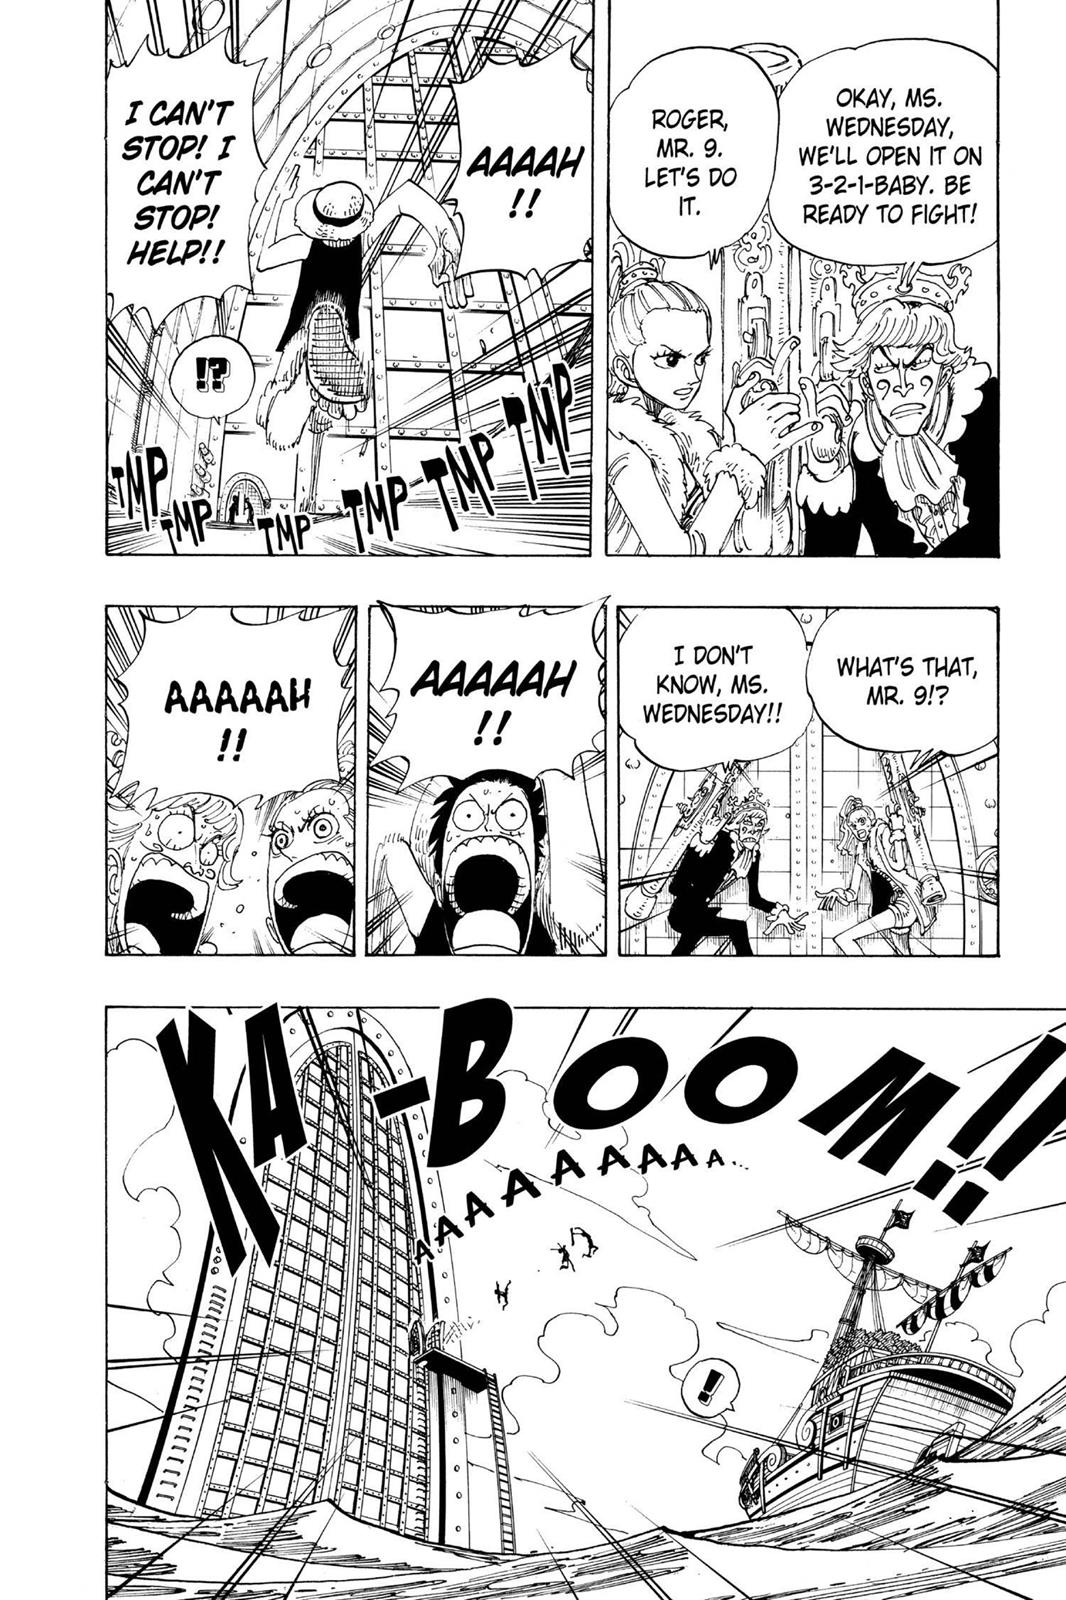 OKAY, MS.
WEDNESDAY,
WE'LL OPEN IT ON
3-2-1-BABY. BE
READY TO FIGHT!
ROGER,
MR. 9.
LET'S DO
IT.
AAAAH
!!
I CAN'T
STOP! I
CAN'T
STOP!
HELP!!
!?
TMP
TMP
TMP
TMP-TMP
TMP
WHAT'S THAT,
MR. 9!?
I DON'T
KNOW, MS.
WEDNESDAY!!
AAAAAH
!!
AAAAAH
!!
KA-BOOM!!
AAAAAAAAAA...
!